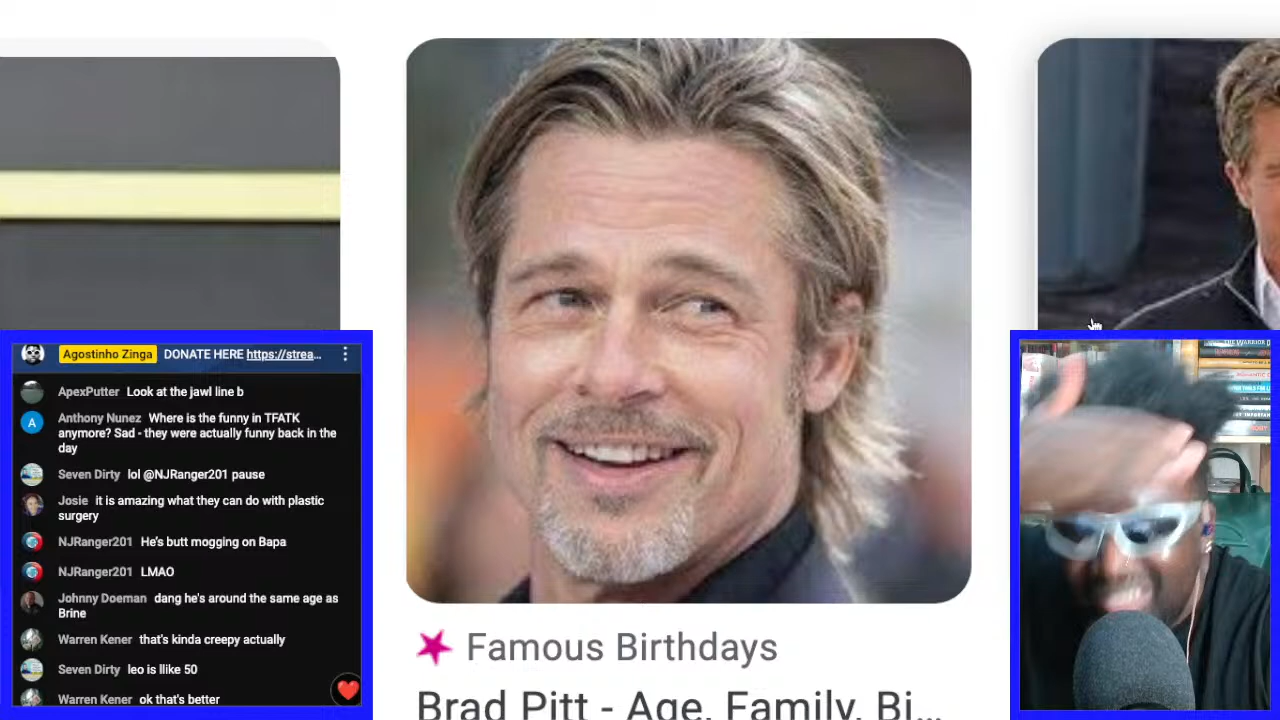 Agostinho Zinga DONATE HERE https://strea...
ApexPutter Look at the jawl line b
Anthony Nunez Where is the funny in TFATK
anymore? Sad - they were actually funny back in the
day
Seven Dirty lol @NJRanger201 pause
Josie it is amazing what they can do with plastic
surgery
NJRanger201 He's butt mogging on Bapa
NJRanger201 LMAO
Johnny Doeman dang he's around the same age as
Brine
Warren Kener that's kinda creepy actually
Seven Dirty leo is llike 50
Warren Kener ok that's better
A
Famous Birthdays
Brad Pitt - Age, Family, Bi...